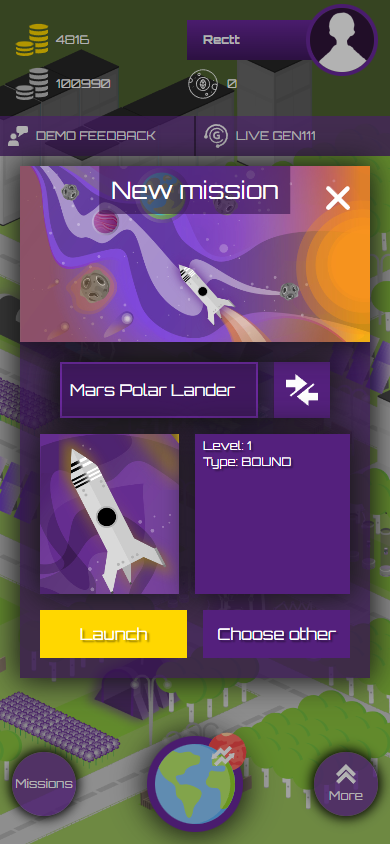 4816
Rectt
100990
0
DEMO FEEDBACK
LIVE GEN111
New mission
Mars Polar Lander
Level: 1
Type: BOUND
Launch
Choose other
Missions
More